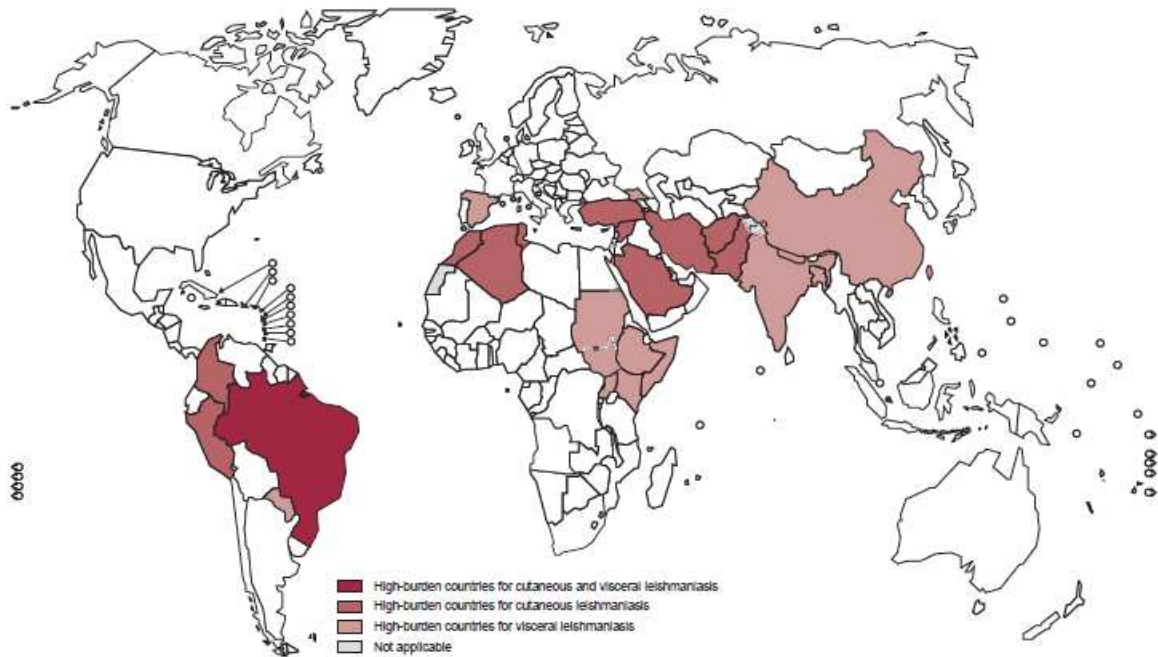 High-burden countries for cutaneous and visceral leishmaniasis
High-burden countries for cutaneous leishmaniasis
High-burden countries for visceral leishmaniasis
Not applicable